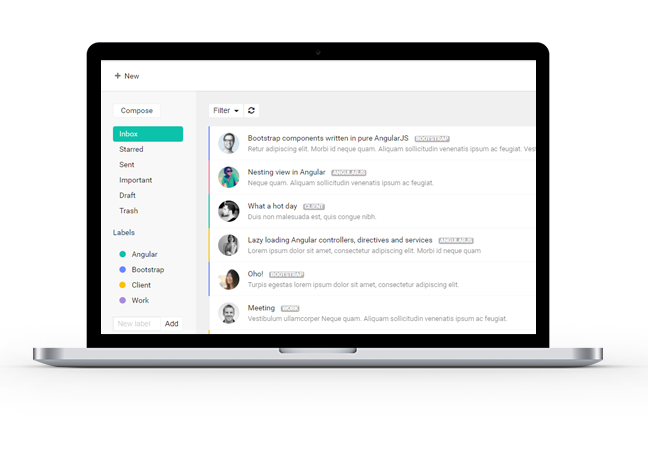 New
Compose
Inbox
Starred
Sent
Important
Draft
Trash
Labels
Angular
Bootstrap
Client
Work
New label Add
Filter
Bootstrap components written in pure AngularJS BOOTSTRAP
Retur adipiscing elit. Morbi id neque quam. Aliquam sollicitudin venenatis ipsum ac feugiat. Vest
Nesting view in Angular ANGULARJS
Neque quam. Aliquam sollicitudin venenatis ipsum ac feugiat.
What a hot day CLIENT
Duis non malesuada est, quis congue nibh.
Lazy loading Angular controllers, directives and services ANGULARJS
Lorem ipsum dolor sit amet, consectetur adipiscing elit. Morbi id neque quam
Oho! BOOTSTRAP
Turpis egestas lorem ipsum dolor sit amet, consectetur adipiscing elit.
Meeting WORK
Vestibulum ullamcorper Neque quam. Aliquam sollicitudin venenatis ipsum ac feugiat.